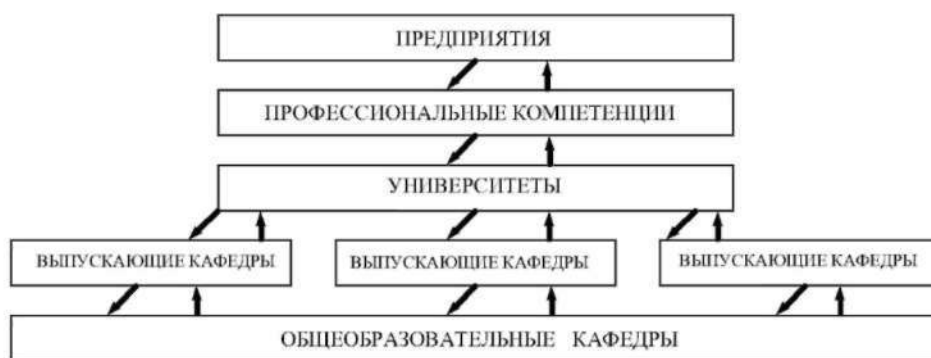 ПРЕДПРИЯТИЯ
ПРОФЕССИОНАЛЬНЫЕ КОМПЕТЕНЦИИ
УНИВЕРСИТЕТЫ
ВЫПУСКАЮЩИЕ КАФЕДРЫ
ВЫПУСКАЮЩИЕ КАФЕДРЫ
ВЫПУСКАЮЩИЕ КАФЕДРЫ
ОБЩЕОБРАЗОВАТЕЛЬНЫЕ КАФЕДРЫ